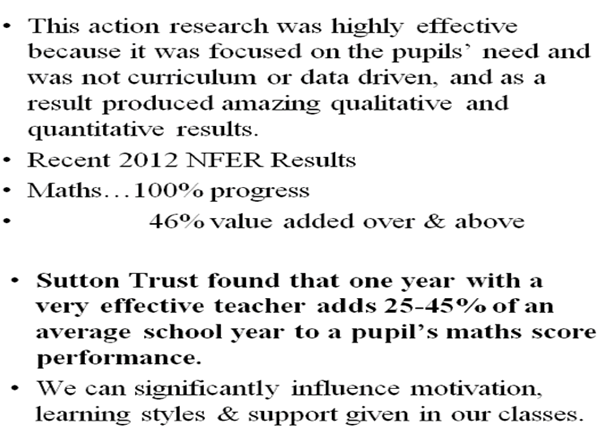 • This action research was highly effective
because it was focused on the pupils' need and
was not curriculum or data driven, and as a
result produced amazing qualitative and
quantitative results.
• Recent 2012 NFER Results
• Maths…100% progress
• 46% value added over & above
• Sutton Trust found that one year with a
very effective teacher adds 25-45% of an
average school year to a pupil's maths score
performance.
• We can significantly influence motivation,
learning styles & support given in our classes.